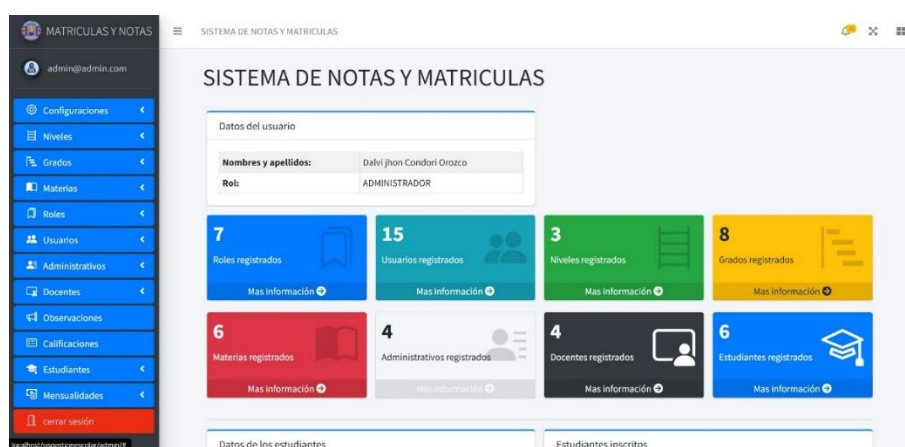 MATRICULAS Y NOTAS
SISTEMA DE NOTAS Y MATRICULAS
admin@admin.com
Configuraciones
Niveles
Grados
Materias
Roles
Usuarios
Administrativos
Docentes
Observaciones
Calificaciones
Estudiantes
Mensualidades
cerrar sesión
localhost/usgestionescolar/admin/#
SISTEMA DE NOTAS Y MATRICULAS
Datos del usuario
Nombres y apellidos: Dalvi jhon Condori Orozco
Rol: ADMINISTRADOR
7 15 3 8
Roles registrados Usuarios registrados Niveles registrados Grados registrados
Mas información Mas información Mas información Mas información
6 4 4 6
Materias registrados Administrativos registrados Docentes registrados Estudiantes registrados
Mas información Mas información Mas información Mas información
Datos de los estudiantes Estudiantes inscritos